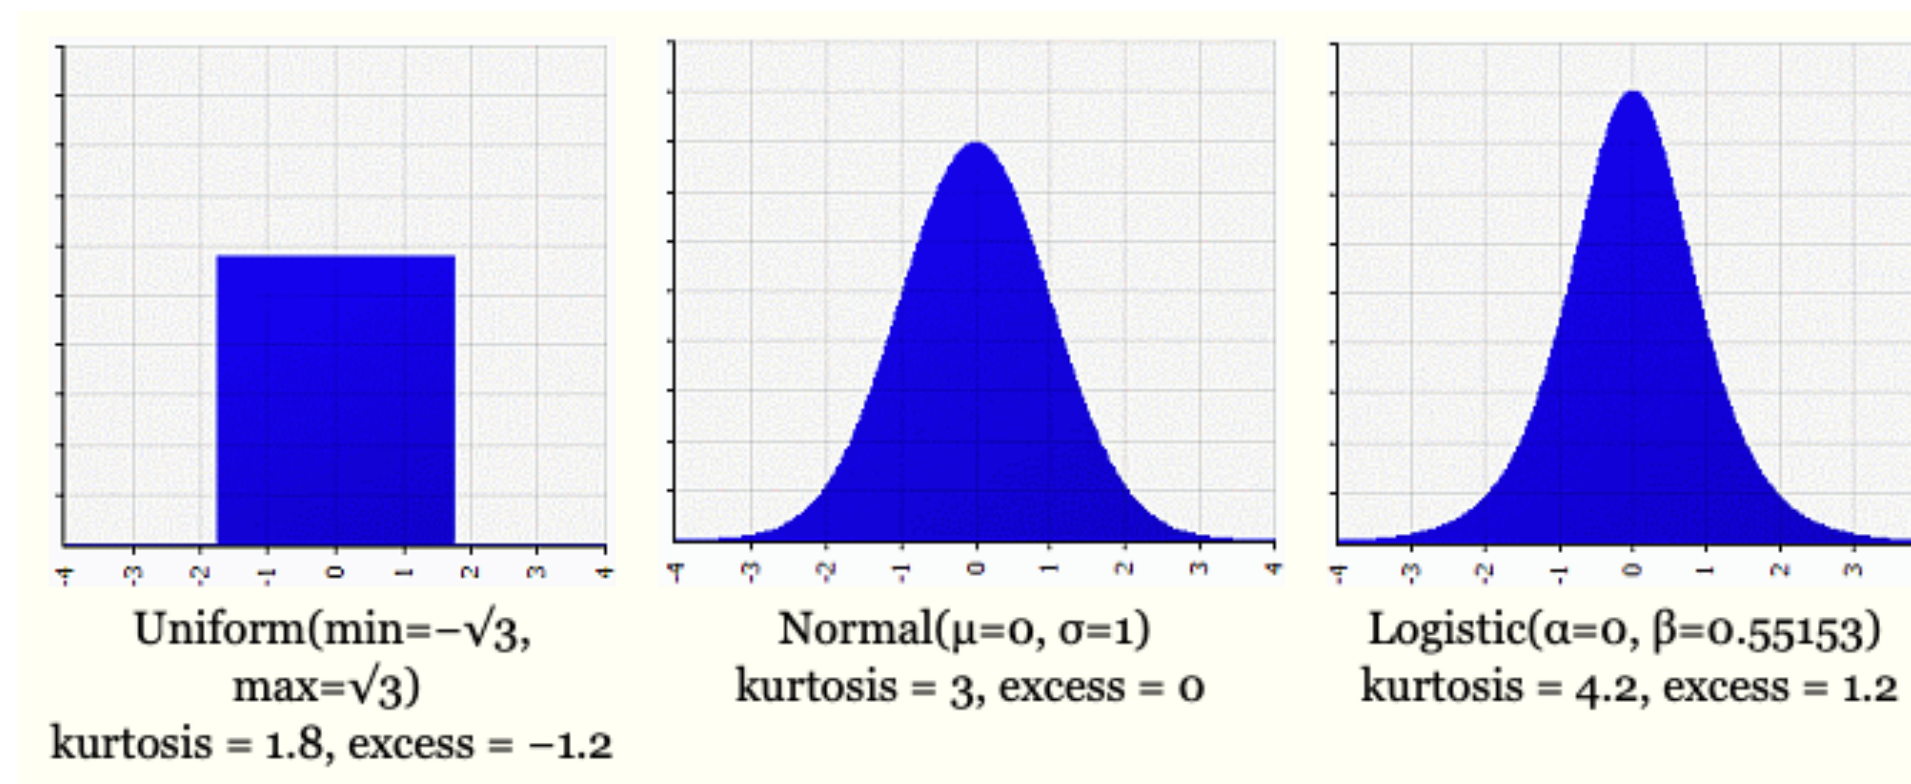 -4 -3 -2 -1 0 1 2 3 4
-4 -3 -2 -1 0 1 2 3 4
-4 -3 -2 -1 0 1 2 3
Uniform(min=−√3,
max=√3)
kurtosis = 1.8, excess = −1.2
Normal(μ=0, σ=1)
kurtosis = 3, excess = 0
Logistic(α=0, β=0.55153)
kurtosis = 4.2, excess = 1.2